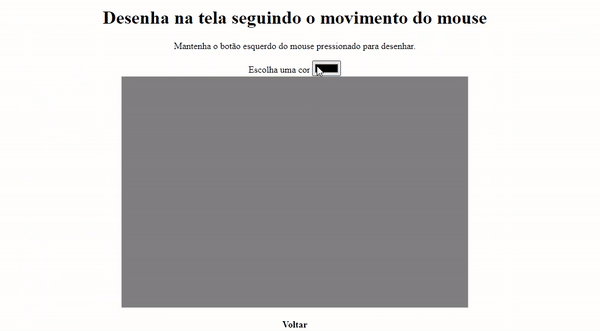 Desenha na tela seguindo o movimento do mouse
Mantenha o botão esquerdo do mouse pressionado para desenhar.
Escolha uma cor
Voltar